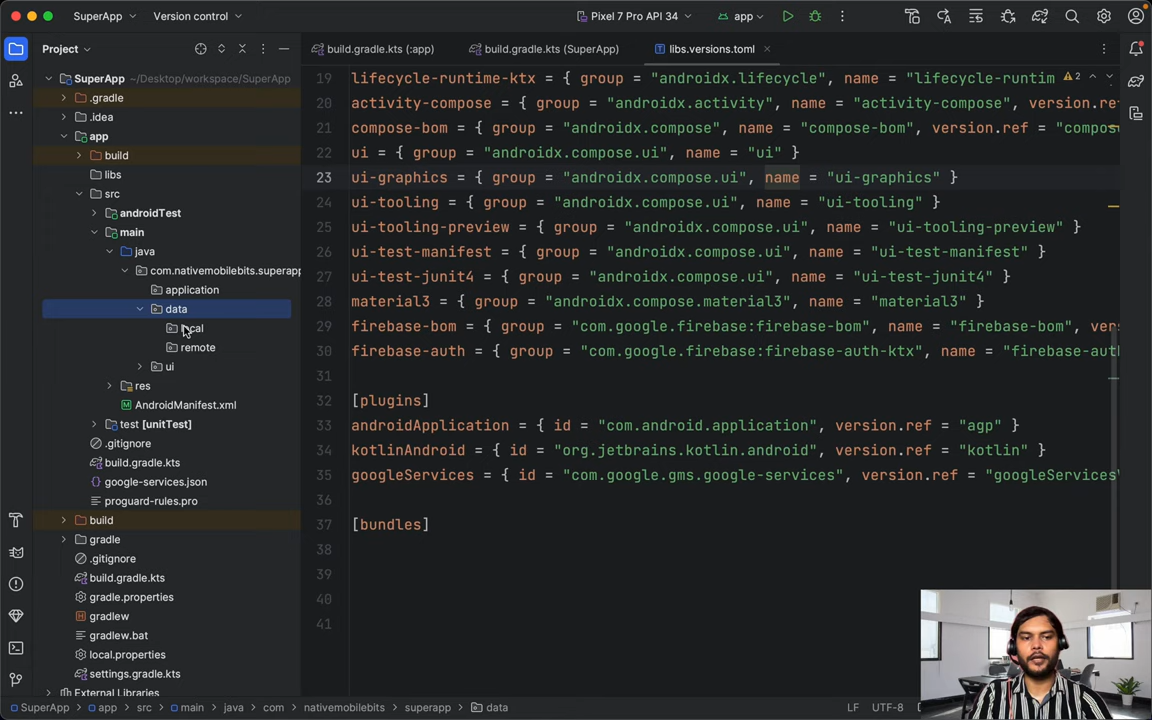 SuperApp
Version control
Pixel 7 Pro API 34
app
Project
build.gradle.kts (:app)
build.gradle.kts (SuperApp)
libs.versions.toml
SuperApp ~/Desktop/workspace/SuperApp
.gradle
.idea
app
build
libs
src
androidTest
main
java
com.nativemobilebits.superapp
application
data
local
remote
ui
res
AndroidManifest.xml
test [unitTest]
.gitignore
build.gradle.kts
google-services.json
proguard-rules.pro
build
gradle
.gitignore
build.gradle.kts
gradle.properties
gradlew
gradlew.bat
local.properties
settings.gradle.kts
External Libraries
19 lifecycle-runtime-ktx = { group = "androidx.lifecycle", name = "lifecycle-runtim
2
20 activity-compose = { group = "androidx.activity", name = "activity-compose", version.re
21 compose-bom = { group = "androidx.compose", name = "compose-bom", version.ref = "compos
22 ui = { group = "androidx.compose.ui", name = "ui" }
23 ui-graphics = { group = "androidx.compose.ui", name = "ui-graphics" }
24 ui-tooling = { group = "androidx.compose.ui", name = "ui-tooling" }
25 ui-tooling-preview = { group = "androidx.compose.ui", name = "ui-tooling-preview" }
26 ui-test-manifest = { group = "androidx.compose.ui", name = "ui-test-manifest" }
27 ui-test-junit4 = { group = "androidx.compose.ui", name = "ui-test-junit4" }
28 material3 = { group = "androidx.compose.material3", name = "material3" }
29 firebase-bom = { group = "com.google.firebase:firebase-bom", name = "firebase-bom", ver
30 firebase-auth = { group = "com.google.firebase:firebase-auth-ktx", name = "firebase-aut
31
32 [plugins]
33 androidApplication = { id = "com.android.application", version.ref = "agp" }
34 kotlinAndroid = { id = "org.jetbrains.kotlin.android", version.ref = "kotlin" }
35 googleServices = { id = "com.google.gms.google-services", version.ref = "googleServices"
36
37 [bundles]
38
39
40
41
SuperApp > app > src > main > java > com > nativemobilebits > superapp > data
LF UTF-8